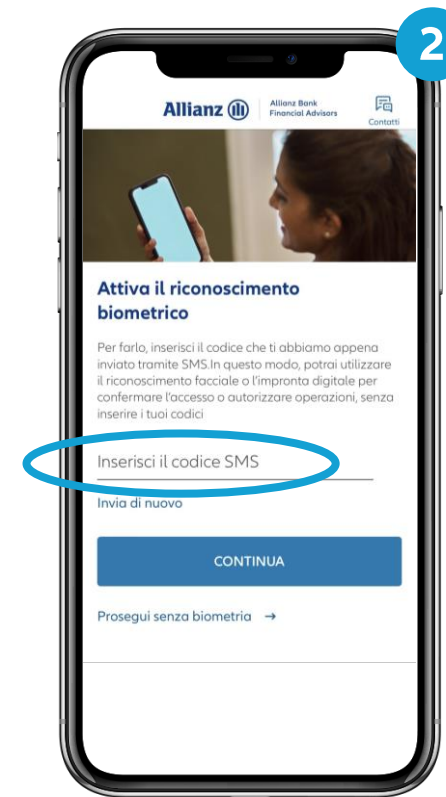 2
Allianz
Allianz Bank
Financial Advisors
Contatti
Attiva il riconoscimento
biometrico
Per farlo, inserisci il codice che ti abbiamo appena
inviato tramite SMS.In questo modo, potrai utilizzare
il riconoscimento facciale o l'impronta digitale per
confermare l'accesso o autorizzare operazioni, senza
inserire i tuoi codici
Inserisci il codice SMS
Invia di nuovo
CONTINUA
Prosegui senza biometria →